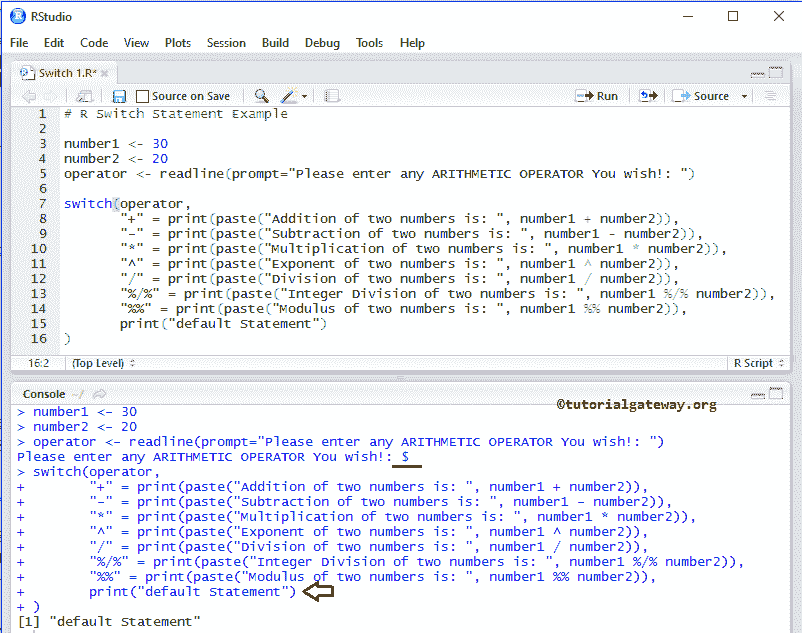 RStudio
File Edit Code View Plots Session Build Debug Tools Help
Switch 1.R*
Source on Save Run Source
1 # R Switch Statement Example
2
3 number1 <- 30
4 number2 <- 20
5 operator <- readline(prompt="Please enter any ARITHMETIC OPERATOR You wish!: ")
6
7 switch(operator,
8 "+" = print(paste("Addition of two numbers is: ", number1 + number2)),
9 "-" = print(paste("Subtraction of two numbers is: ", number1 - number2)),
10 "*" = print(paste("Multiplication of two numbers is: ", number1 * number2)),
11 "^" = print(paste("Exponent of two numbers is: ", number1 ^ number2)),
12 "/" = print(paste("Division of two numbers is: ", number1 / number2)),
13 "%/%" = print(paste("Integer Division of two numbers is: ", number1 %/% number2)),
14 "%%" = print(paste("Modulus of two numbers is: ", number1 %% number2)),
15 print("default Statement")
16 )
16:2 (Top Level) R Script
Console ~/
©tutorialgateway.org
> number1 <- 30
> number2 <- 20
> operator <- readline(prompt="Please enter any ARITHMETIC OPERATOR You wish!: ")
Please enter any ARITHMETIC OPERATOR You wish!: $
> switch(operator,
+ "+" = print(paste("Addition of two numbers is: ", number1 + number2)),
+ "-" = print(paste("Subtraction of two numbers is: ", number1 - number2)),
+ "*" = print(paste("Multiplication of two numbers is: ", number1 * number2)),
+ "^" = print(paste("Exponent of two numbers is: ", number1 ^ number2)),
+ "/" = print(paste("Division of two numbers is: ", number1 / number2)),
+ "%/%" = print(paste("Integer Division of two numbers is: ", number1 %/% number2)),
+ "%%" = print(paste("Modulus of two numbers is: ", number1 %% number2)),
+ print("default Statement")
+ )
[1] "default Statement"